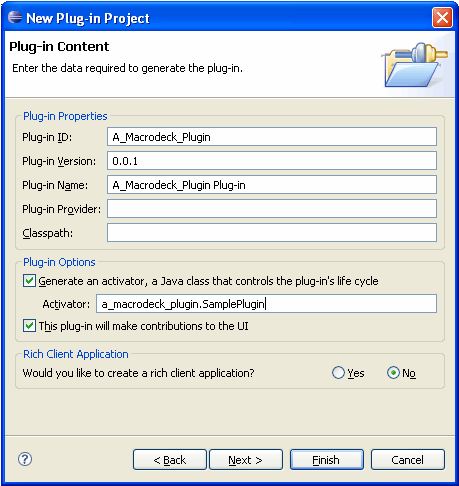 New Plug-in Project
Plug-in Content
Enter the data required to generate the plug-in.
Plug-in Properties
Plug-in ID: A_Macrodeck_Plugin
Plug-in Version: 0.0.1
Plug-in Name: A_Macrodeck_Plugin Plug-in
Plug-in Provider:
Classpath:
Plug-in Options
Generate an activator, a Java class that controls the plug-in's life cycle
Activator: a_macrodeck_plugin.SamplePlugin
This plug-in will make contributions to the UI
Rich Client Application
Would you like to create a rich client application? Yes No
? < Back Next > Finish Cancel